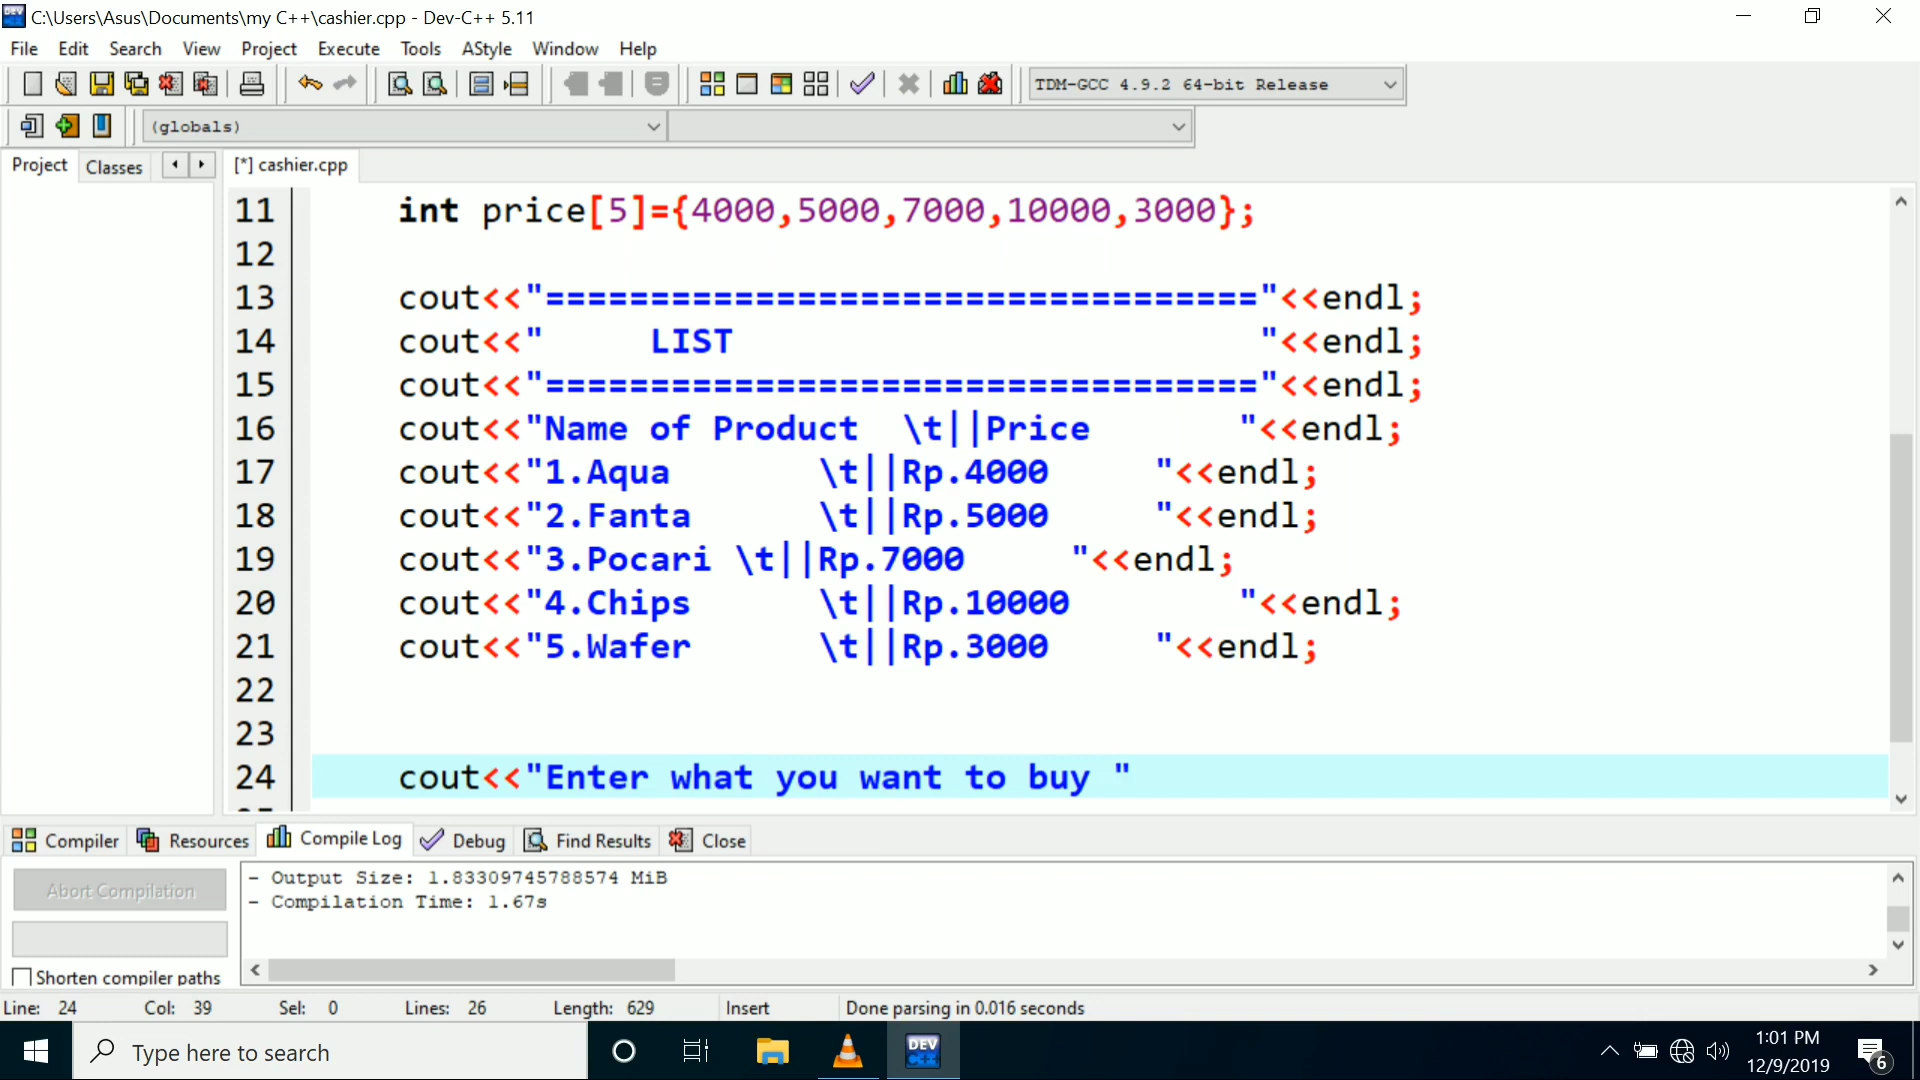 C:\Users\Asus\Documents\my C++\cashier.cpp - Dev-C++ 5.11
File Edit Search View Project Execute Tools AStyle Window Help
TDM-GCC 4.9.2 64-bit Release
(globals)
Project Classes [*] cashier.cpp
11 int price[5]={4000,5000,7000,10000,3000};
12
13 cout<<"=================================="<<endl;
14 cout<<"     LIST                         "<<endl;
15 cout<<"=================================="<<endl;
16 cout<<"Name of Product  \t||Price       "<<endl;
17 cout<<"1.Aqua       \t||Rp.4000     "<<endl;
18 cout<<"2.Fanta      \t||Rp.5000     "<<endl;
19 cout<<"3.Pocari \t||Rp.7000     "<<endl;
20 cout<<"4.Chips      \t||Rp.10000        "<<endl;
21 cout<<"5.Wafer      \t||Rp.3000     "<<endl;
22
23
24 cout<<"Enter what you want to buy "
Compiler Resources Compile Log Debug Find Results Close
Abort Compilation
- Output Size: 1.83309745788574 MiB
- Compilation Time: 1.67s
Shorten compiler paths
Line: 24 Col: 39 Sel: 0 Lines: 26 Length: 629 Insert Done parsing in 0.016 seconds
Type here to search
DEV C++
1:01 PM
12/9/2019
6